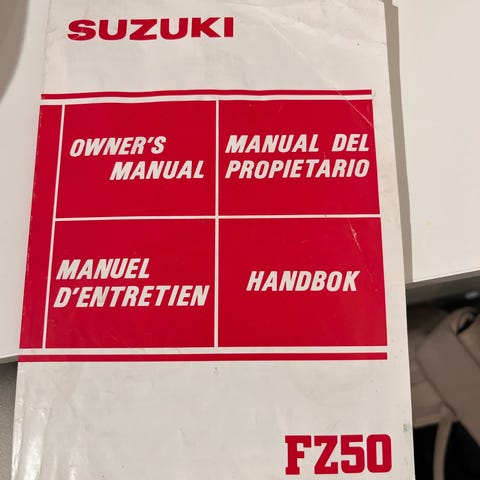 SUZUKI
OWNER'S
MANUAL
MANUAL DEL
PROPIETARIO
MANUEL
D'ENTRETIEN
HANDBOK
FZ50